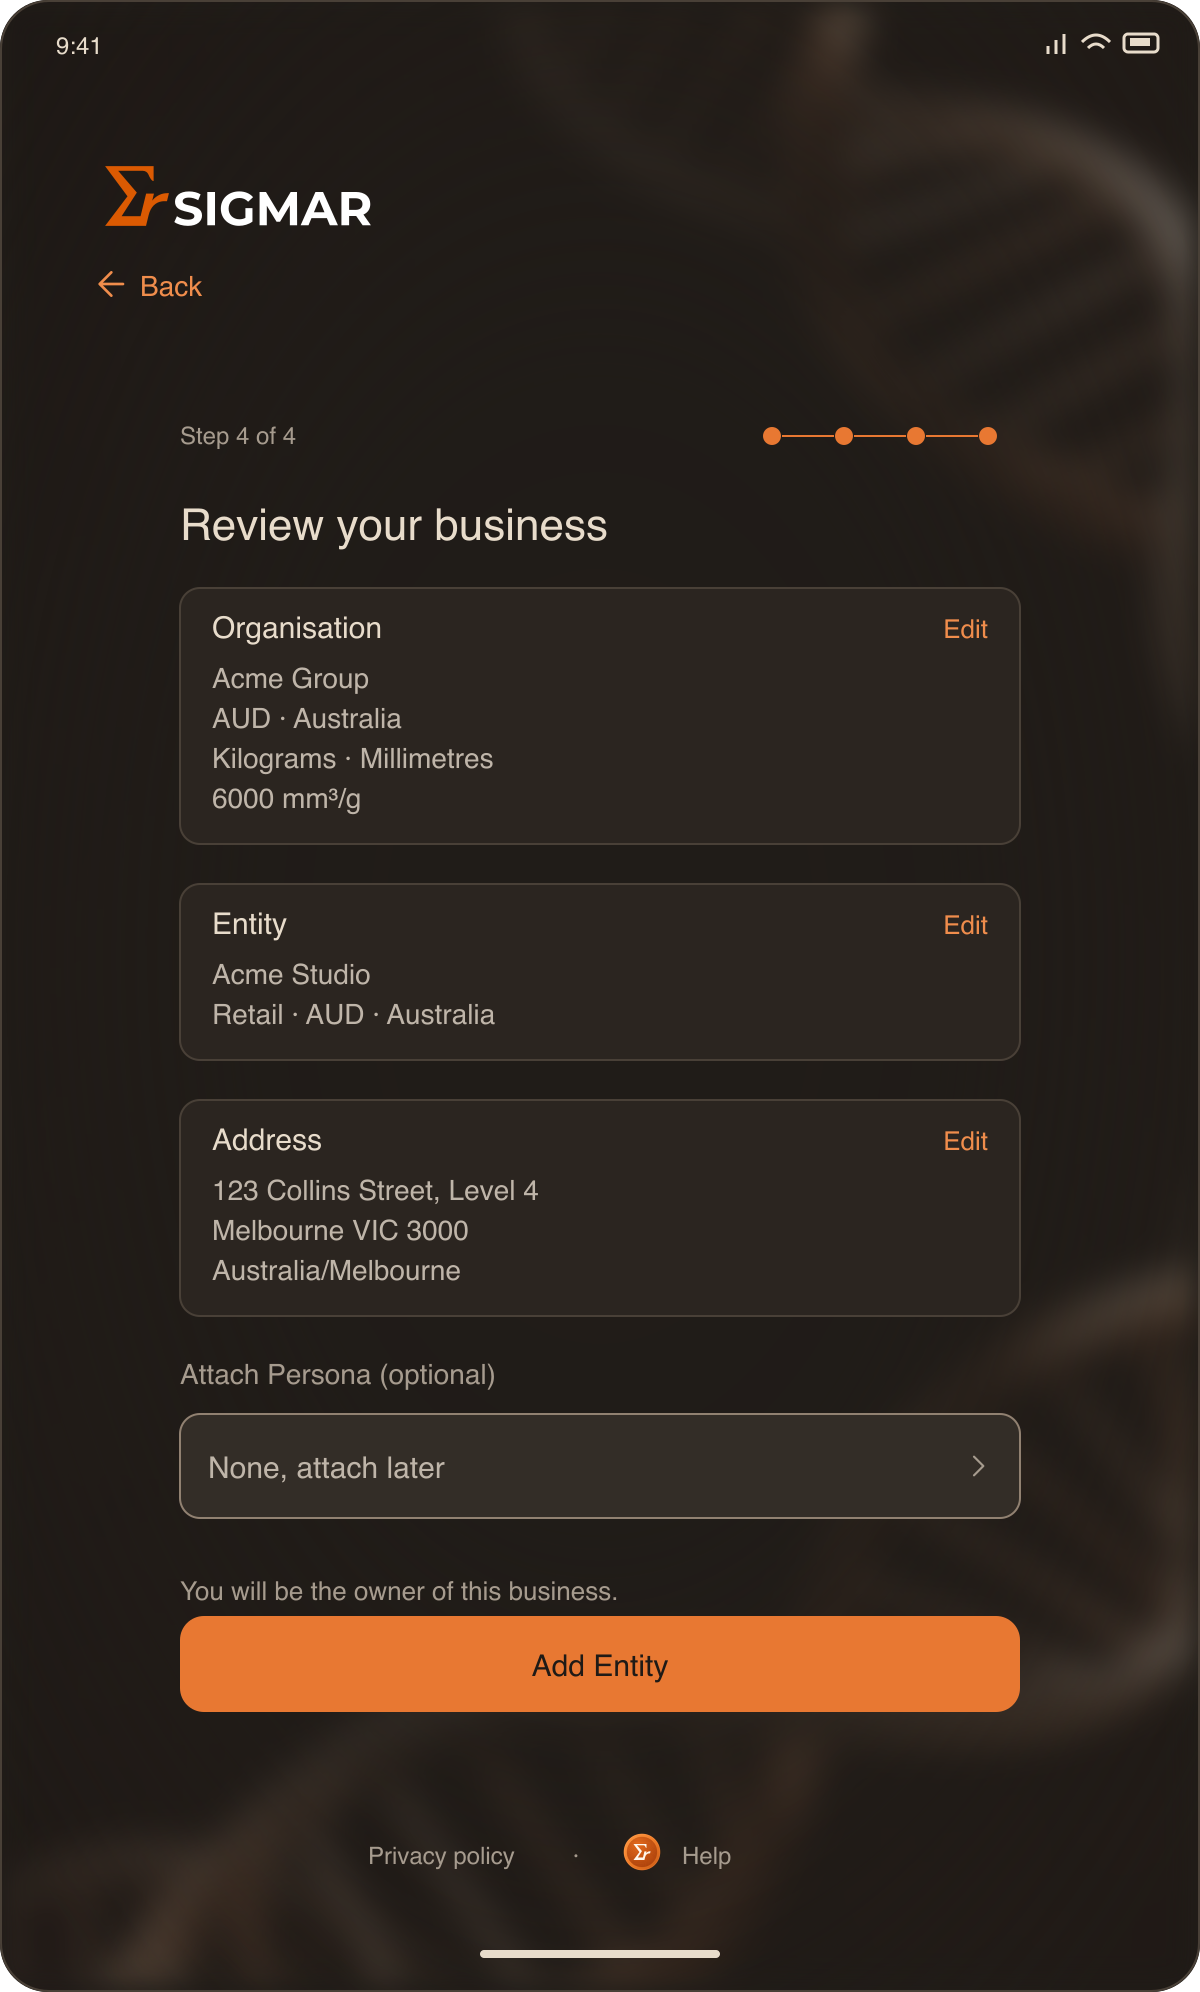 9:41
Σr SIGMAR
Back
Step 4 of 4
Review your business
Organisation
Edit
Acme Group
AUD · Australia
Kilograms · Millimetres
6000 mm³/g
Entity
Edit
Acme Studio
Retail · AUD · Australia
Address
Edit
123 Collins Street, Level 4
Melbourne VIC 3000
Australia/Melbourne
Attach Persona (optional)
None, attach later
You will be the owner of this business.
Add Entity
Privacy policy · Σr Help